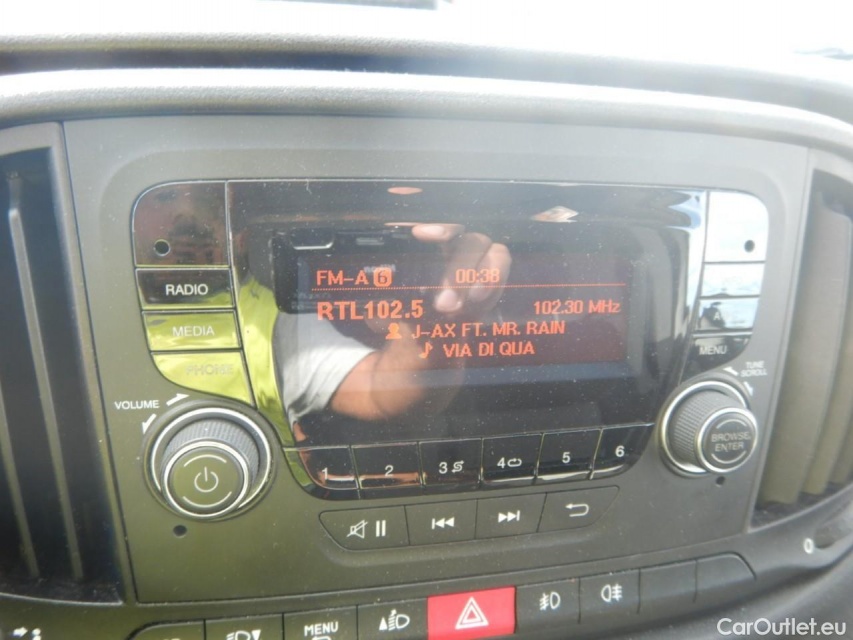 RADIO
MEDIA
PHONE
VOLUME
FM-A 6 00:38
RTL102.5 102.30 MHz
J-AX FT. MR. RAIN
VIA DI QUA
MENU
TUNE
SCROLL
BROWSE
ENTER
1 2 3 4 5 6
0
MENU
CarOutlet.eu